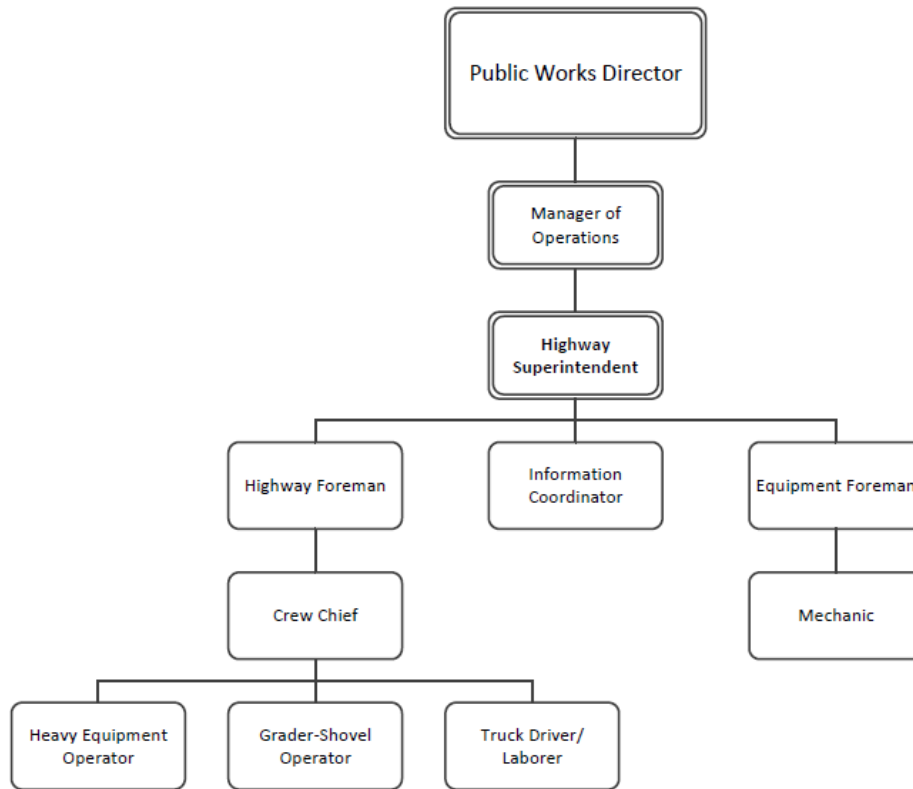 Public Works Director
Manager of
Operations
Highway
Superintendent
Highway Foreman
Information
Coordinator
Equipment Foreman
Crew Chief
Mechanic
Heavy Equipment
Operator
Grader-Shovel
Operator
Truck Driver/
Laborer